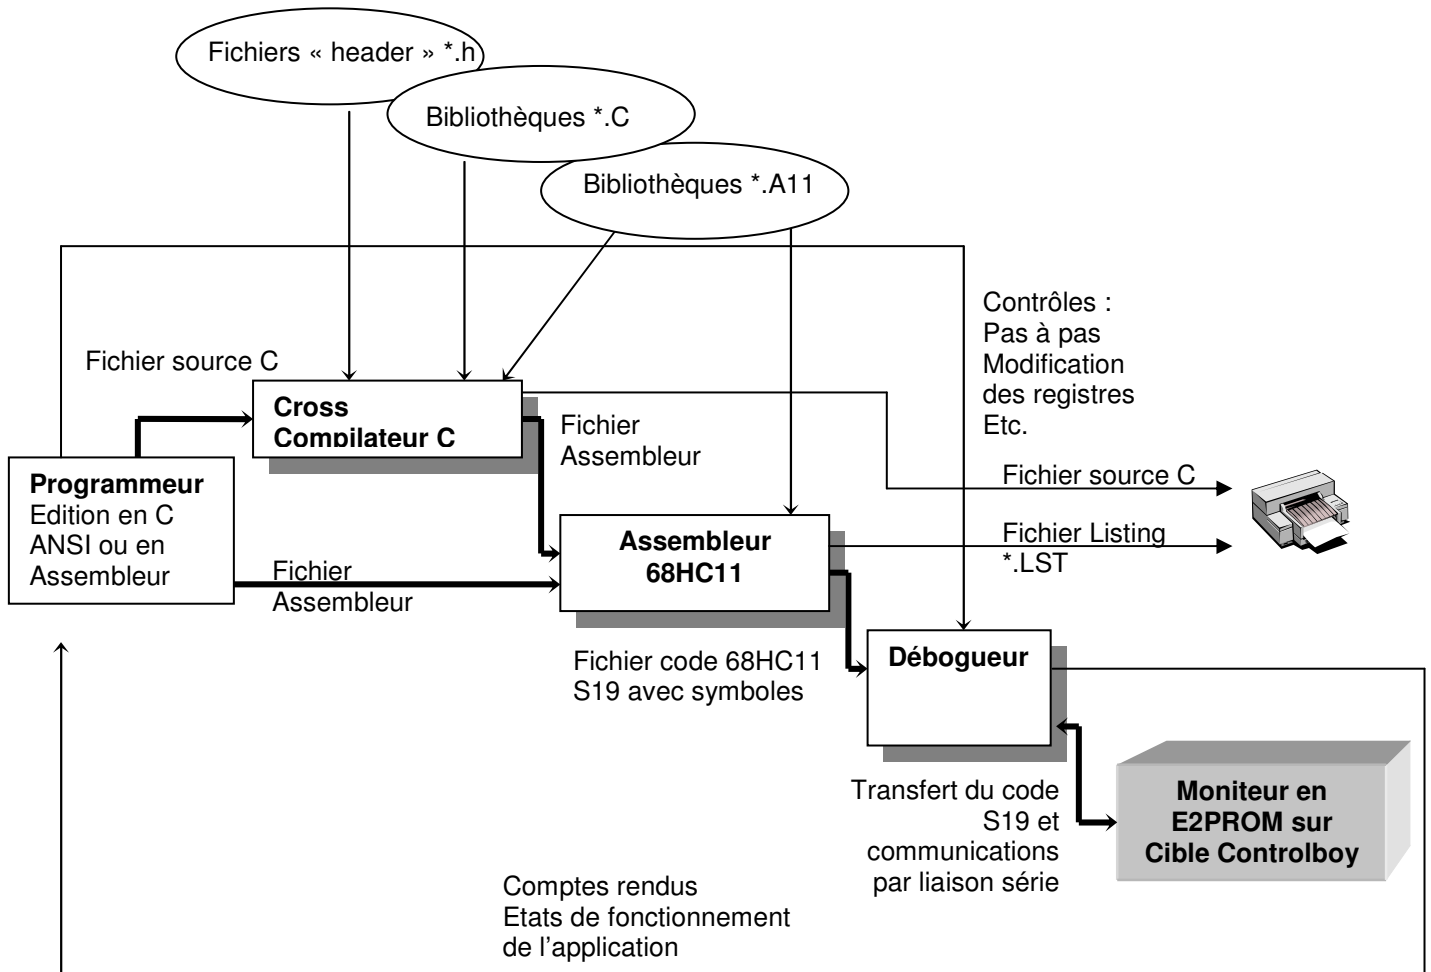 Fichiers « header » *.h
Bibliothèques *.C
Bibliothèques *.A11
Contrôles :
Pas à pas
Modification
des registres
Etc.
Fichier source C
Cross
Compilateur C
Fichier
Assembleur
Programmeur
Edition en C
ANSI ou en
Assembleur
Fichier
Assembleur
Assembleur
68HC11
Fichier source C
Fichier Listing
*.LST
Fichier code 68HC11
S19 avec symboles
Débogueur
Transfert du code
S19 et
communications
par liaison série
Moniteur en
E2PROM sur
Cible Controlboy
Comptes rendus
Etats de fonctionnement
de l’application